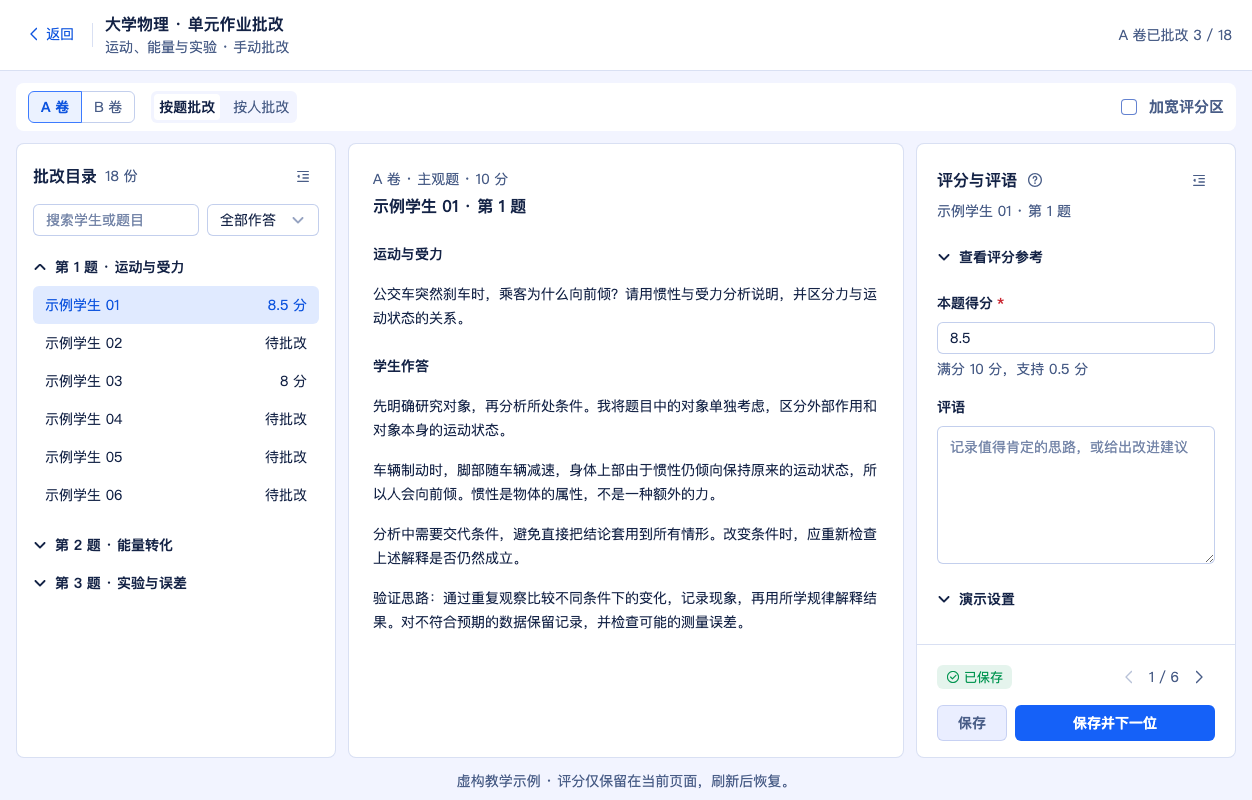 返回
大学物理 · 单元作业批改
运动、能量与实验 · 手动批改
A 卷已批改 3 / 18
A 卷
B 卷
按题批改
按人批改
加宽评分区
批改目录 18 份
搜索学生或题目
全部作答
第 1 题 · 运动与受力
示例学生 01 8.5 分
示例学生 02 待批改
示例学生 03 8 分
示例学生 04 待批改
示例学生 05 待批改
示例学生 06 待批改
第 2 题 · 能量转化
第 3 题 · 实验与误差
A 卷 · 主观题 · 10 分
示例学生 01 · 第 1 题
运动与受力
公交车突然刹车时，乘客为什么向前倾？请用惯性与受力分析说明，并区分力与运
动状态的关系。
学生作答
先明确研究对象，再分析所处条件。我将题目中的对象单独考虑，区分外部作用和
对象本身的运动状态。
车辆制动时，脚部随车辆减速，身体上部由于惯性仍倾向保持原来的运动状态，所
以人会向前倾。惯性是物体的属性，不是一种额外的力。
分析中需要交代条件，避免直接把结论套用到所有情形。改变条件时，应重新检查
上述解释是否仍然成立。
验证思路：通过重复观察比较不同条件下的变化，记录现象，再用所学规律解释结
果。对不符合预期的数据保留记录，并检查可能的测量误差。
评分与评语
示例学生 01 · 第 1 题
查看评分参考
本题得分 *
8.5
满分 10 分，支持 0.5 分
评语
记录值得肯定的思路，或给出改进建议
演示设置
已保存
1 / 6
保存
保存并下一位
虚构教学示例 · 评分仅保留在当前页面，刷新后恢复。